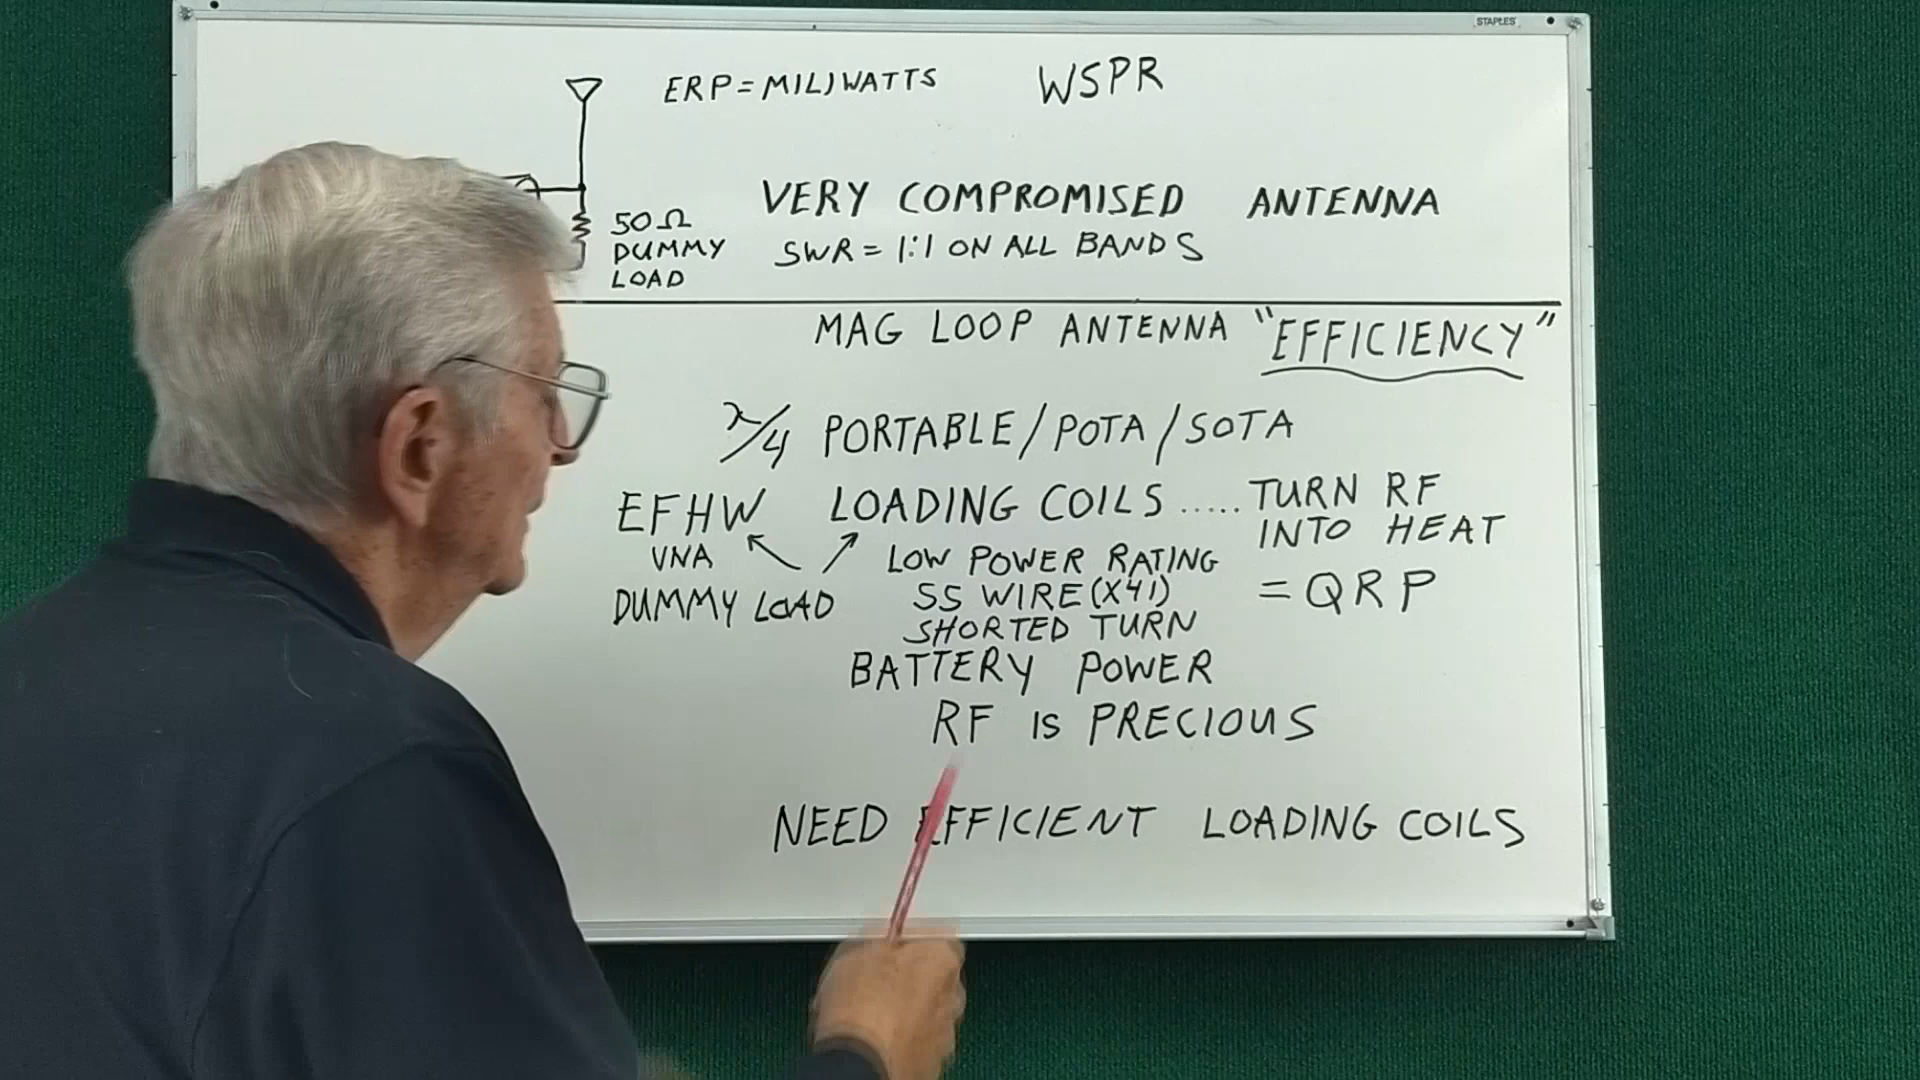 STAPLES
ERP = MILIWATTS WSPR
VERY COMPROMISED ANTENNA
50Ω
DUMMY
LOAD
SWR = 1:1 ON ALL BANDS
MAG LOOP ANTENNA "EFFICIENCY"
λ/4 PORTABLE/POTA/SOTA
EFHW LOADING COILS ..... TURN RF
INTO HEAT
VNA LOW POWER RATING
DUMMY LOAD SS WIRE (X41) = QRP
SHORTED TURN
BATTERY POWER
RF IS PRECIOUS
NEED EFFICIENT LOADING COILS